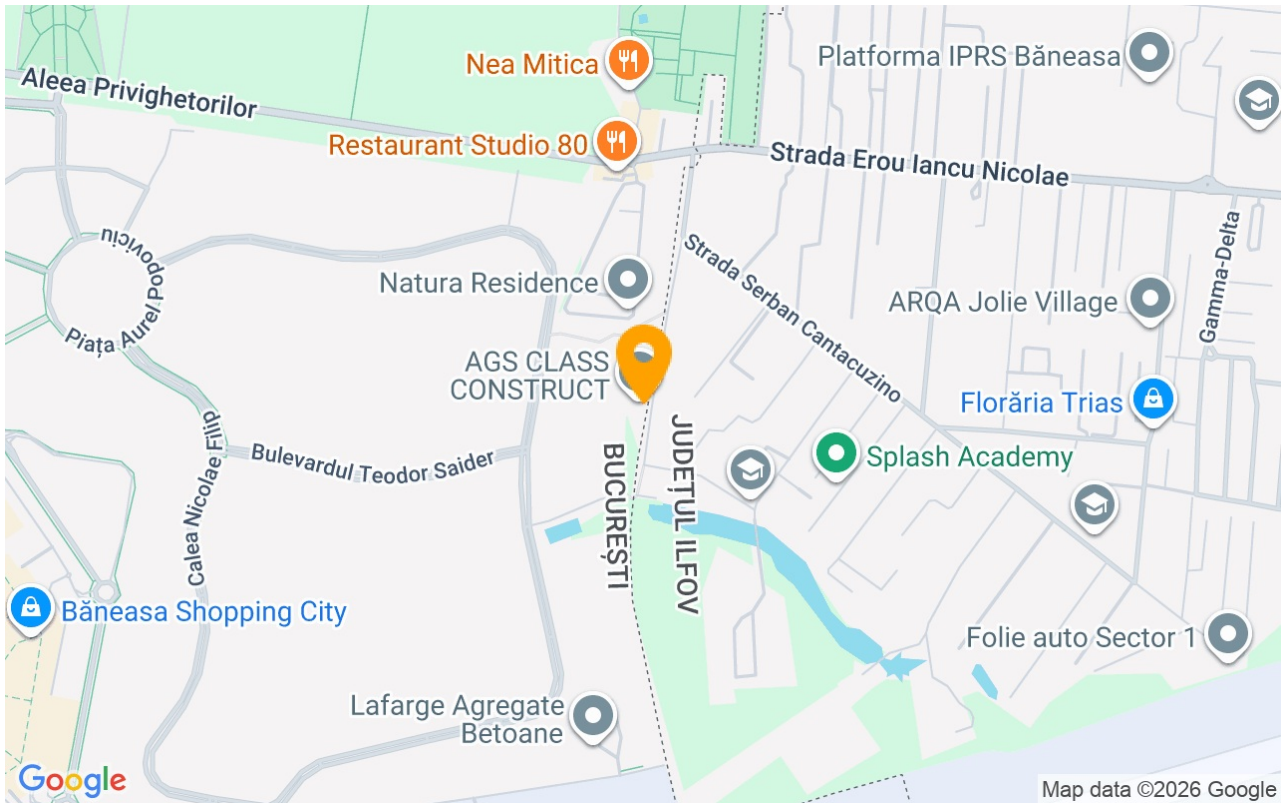 Nea Mitica
Platforma IPRS Băneasa
Aleea Privighetorilor
Restaurant Studio 80
Strada Erou Iancu Nicolae
Piața Aurel Popoviciu
Natura Residence
Strada Serban Cantacuzino
ARQA Jolie Village
Gamma-Delta
AGS CLASS
CONSTRUCT
Florăria Trias
Calea Nicolae Filip
Bulevardul Teodor Saider
BUCUREȘTI
JUDEȚUL ILFOV
Splash Academy
Băneasa Shopping City
Folie auto Sector 1
Lafarge Agregate
Betoane
Google
Map data ©2026 Google